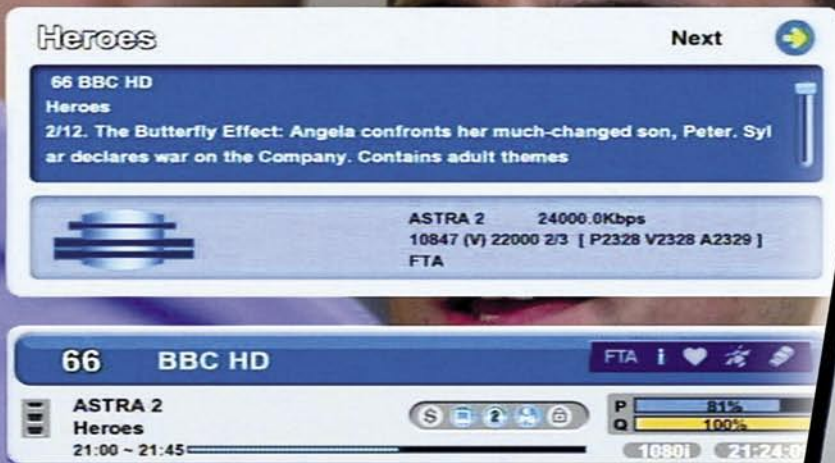 Heroes
Next
66 BBC HD
Heroes
2/12. The Butterfly Effect: Angela confronts her much-changed son, Peter. Syl
ar declares war on the Company. Contains adult themes
ASTRA 2 24000.0Kbps
10847 (V) 22000 2/3 [ P2328 V2328 A2329 ]
FTA
66 BBC HD
FTA i
ASTRA 2
S 2
P 81%
Heroes
Q 100%
21:00 ~ 21:45
1080i